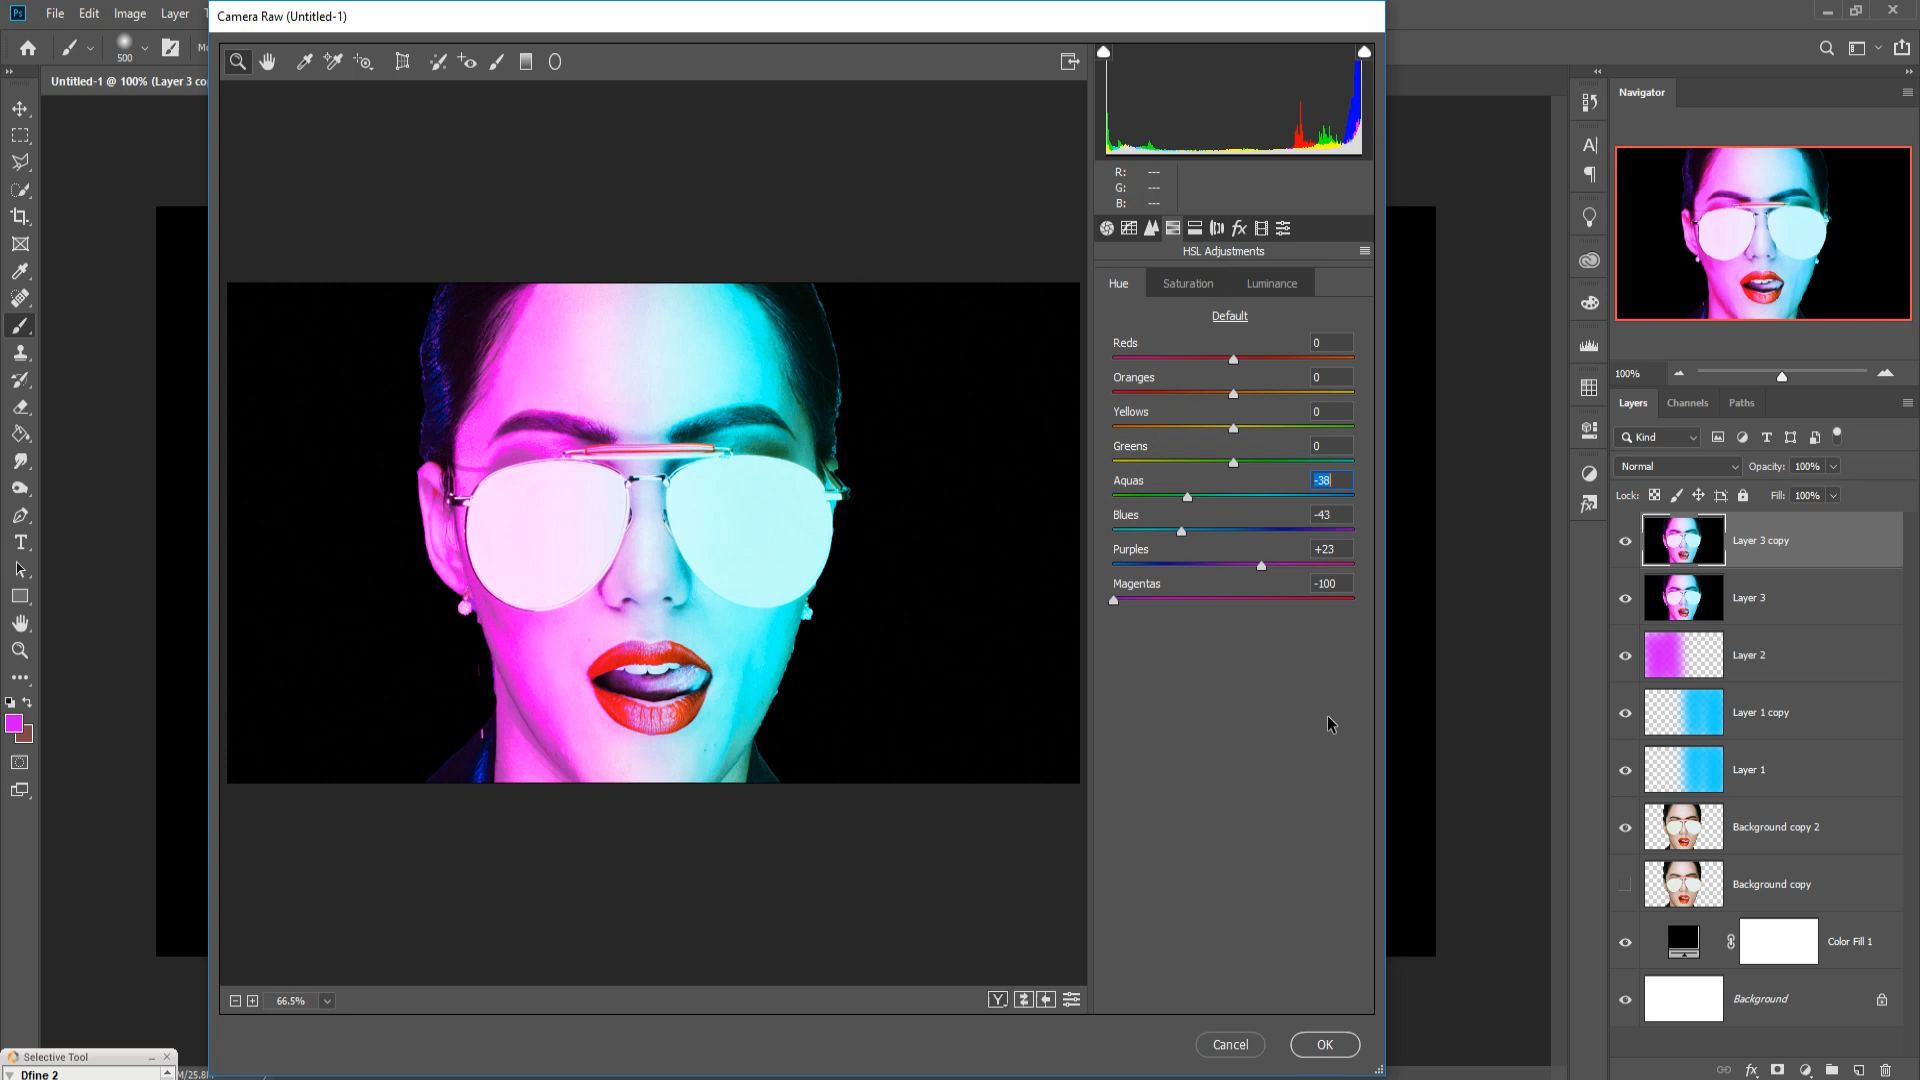 Ps File Edit Image Layer
Camera Raw (Untitled-1)
500
Untitled-1 @ 100% (Layer 3 co
R: ---
G: ---
B: ---
HSL Adjustments
Hue Saturation Luminance
Default
Reds 0
Oranges 0
Yellows 0
Greens 0
Aquas -38
Blues -43
Purples +23
Magentas -100
66.5%
Y
Cancel OK
Navigator
100%
Layers Channels Paths
Kind
Normal Opacity: 100%
Lock: Fill: 100%
Layer 3 copy
Layer 3
Layer 2
Layer 1 copy
Layer 1
Background copy 2
Background copy
Color Fill 1
Background
fx
Selective Tool
Dfine 2